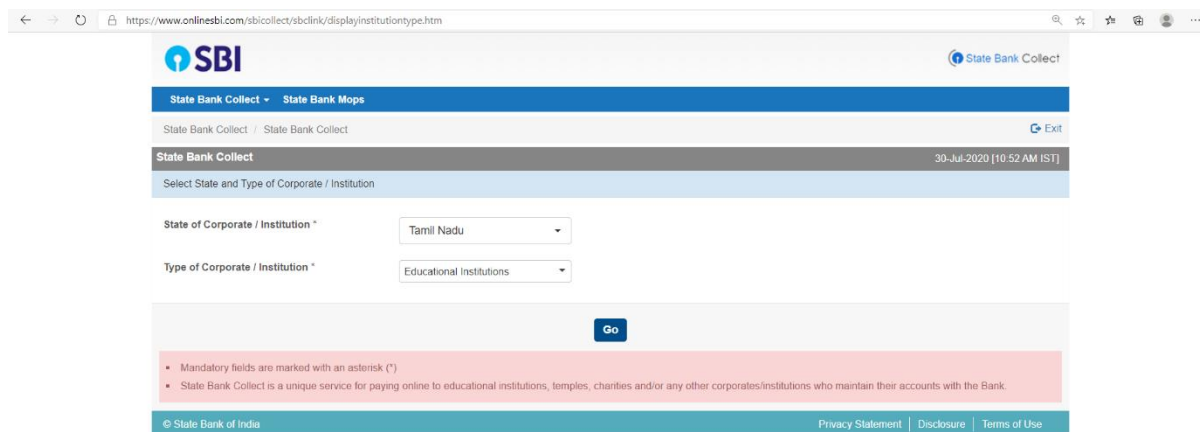 https://www.onlinesbi.com/sbicollect/sbclink/displayinstitutiontype.htm
SBI
State Bank Collect
State Bank Collect State Bank Mops
State Bank Collect / State Bank Collect
Exit
State Bank Collect
30-Jul-2020 [10:52 AM IST]
Select State and Type of Corporate / Institution
State of Corporate / Institution *
Tamil Nadu
Type of Corporate / Institution *
Educational Institutions
Go
Mandatory fields are marked with an asterisk (*)
State Bank Collect is a unique service for paying online to educational institutions, temples, charities and/or any other corporates/institutions who maintain their accounts with the Bank.
© State Bank of India
Privacy Statement | Disclosure | Terms of Use